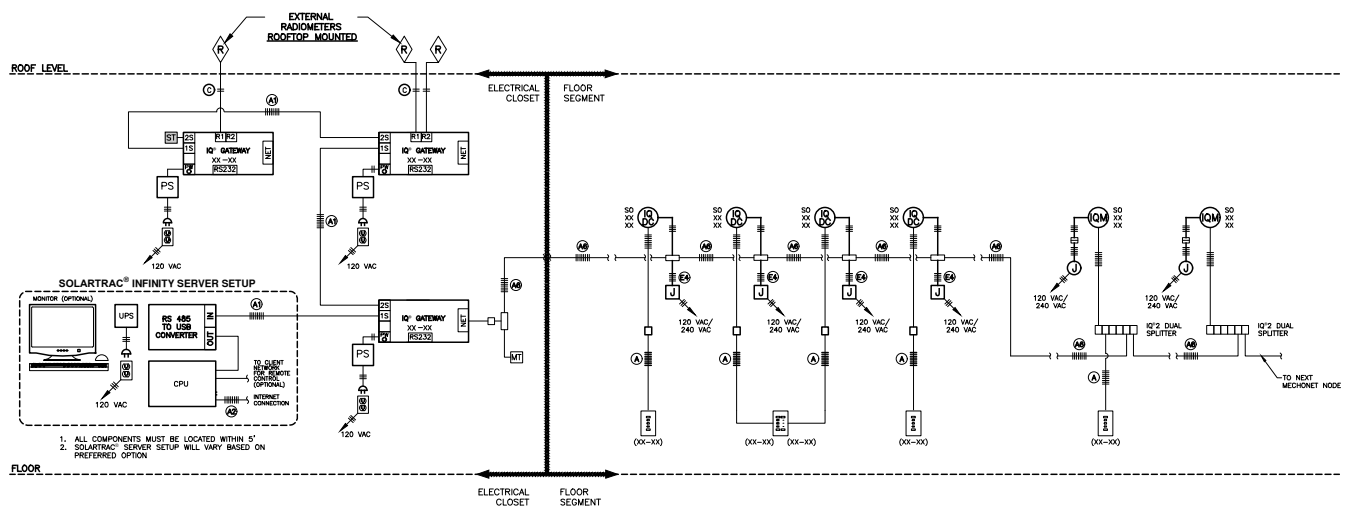 EXTERNAL
RADIOMETERS
ROOFTOP MOUNTED
R
R
R
ROOF LEVEL
ELECTRICAL
CLOSET
FLOOR
SEGMENT
C
A1
C
ST
2S
1S
R1
R2
IQ® GATEWAY
XX -XX
RS232
NET
2S
1S
R1
R2
IQ® GATEWAY
XX -XX
RS232
NET
PS
PS
120 VAC
120 VAC
A1
SOLARTRAC® INFINITY SERVER SETUP
MONITOR (OPTIONAL)
UPS
120 VAC
RS 485
TO USB
CONVERTER
IN
OUT
A1
CPU
TO CLIENT
NETWORK
FOR REMOTE
CONTROL
(OPTIONAL)
INTERNET
CONNECTION
A2
1. ALL COMPONENTS MUST BE LOCATED WITHIN 5'
2. SOLARTRAC® SERVER SETUP WILL VARY BASED ON
PREFERRED OPTION
2S
1S
IQ® GATEWAY
XX -XX
RS232
NET
PS
120 VAC
A6
MT
A6
SO
XX
XX
IQ
DC
A6
E4
J
120 VAC/
240 VAC
A
(XX-XX)
SO
XX
XX
IQ
DC
A6
E4
J
120 VAC/
240 VAC
A
(XX-XX)
SO
XX
XX
IQ
DC
A6
E4
J
120 VAC/
240 VAC
A
(XX-XX)
SO
XX
XX
IQ
DC
A6
E4
J
120 VAC/
240 VAC
A
(XX-XX)
IQM
SO
XX
XX
J
120 VAC/
240 VAC
IQ®2 DUAL
SPLITTER
A6
A
(XX-XX)
IQM
SO
XX
XX
J
120 VAC/
240 VAC
IQ®2 DUAL
SPLITTER
A6
TO NEXT
MECHONET NODE
FLOOR
ELECTRICAL
CLOSET
FLOOR
SEGMENT